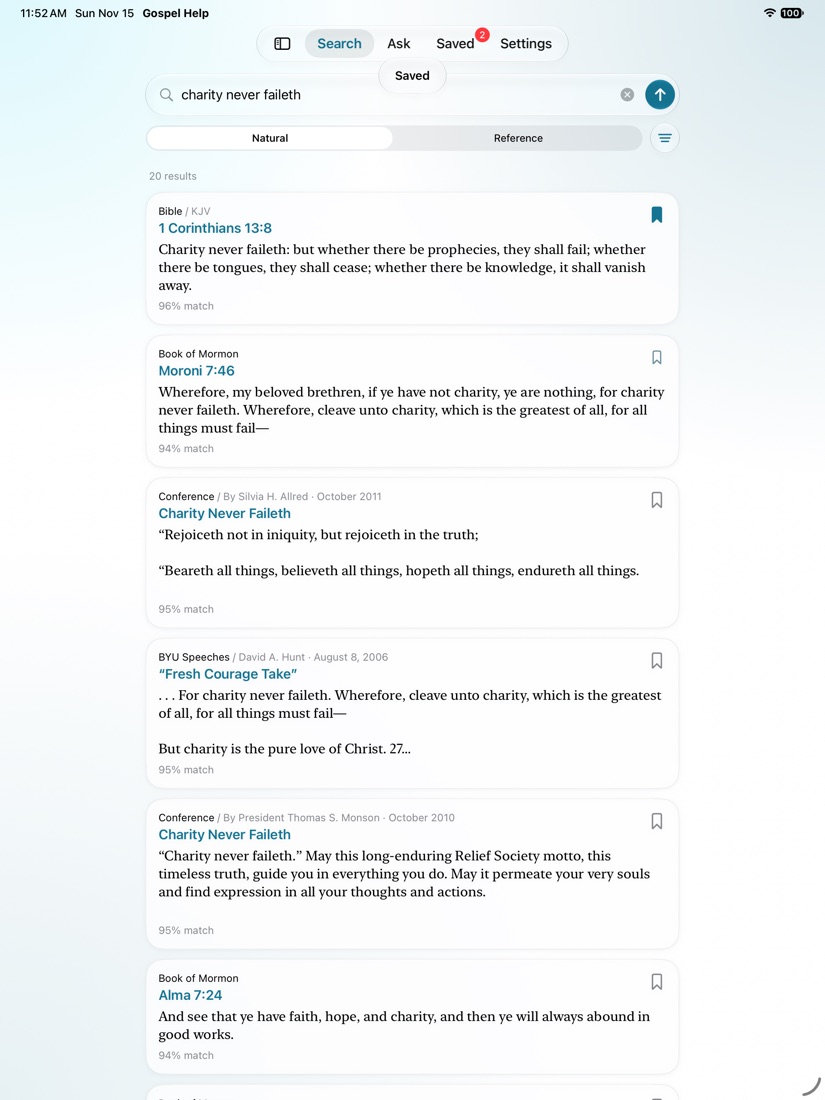 11:52 AM Sun Nov 15 Gospel Help
100
Search Ask Saved 2 Settings
Saved
charity never faileth
Natural Reference
20 results
Bible / KJV
1 Corinthians 13:8
Charity never faileth: but whether there be prophecies, they shall fail; whether
there be tongues, they shall cease; whether there be knowledge, it shall vanish
away.
96% match
Book of Mormon
Moroni 7:46
Wherefore, my beloved brethren, if ye have not charity, ye are nothing, for charity
never faileth. Wherefore, cleave unto charity, which is the greatest of all, for all
things must fail—
94% match
Conference / By Silvia H. Allred · October 2011
Charity Never Faileth
“Rejoiceth not in iniquity, but rejoiceth in the truth;
“Beareth all things, believeth all things, hopeth all things, endureth all things.
95% match
BYU Speeches / David A. Hunt · August 8, 2006
“Fresh Courage Take”
. . . For charity never faileth. Wherefore, cleave unto charity, which is the greatest
of all, for all things must fail—
But charity is the pure love of Christ. 27...
95% match
Conference / By President Thomas S. Monson · October 2010
Charity Never Faileth
“Charity never faileth.” May this long-enduring Relief Society motto, this
timeless truth, guide you in everything you do. May it permeate your very souls
and find expression in all your thoughts and actions.
95% match
Book of Mormon
Alma 7:24
And see that ye have faith, hope, and charity, and then ye will always abound in
good works.
94% match